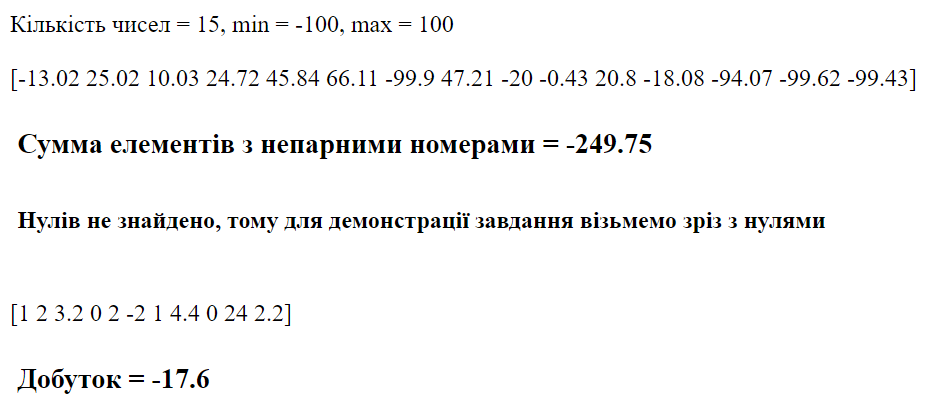 Кількість чисел = 15, min = -100, max = 100
[-13.02 25.02 10.03 24.72 45.84 66.11 -99.9 47.21 -20 -0.43 20.8 -18.08 -94.07 -99.62 -99.43]
Сумма елементів з непарними номерами = -249.75
Нулів не знайдено, тому для демонстрації завдання візьмемо зріз з нулями
[1 2 3.2 0 2 -2 1 4.4 0 24 2.2]
Добуток = -17.6